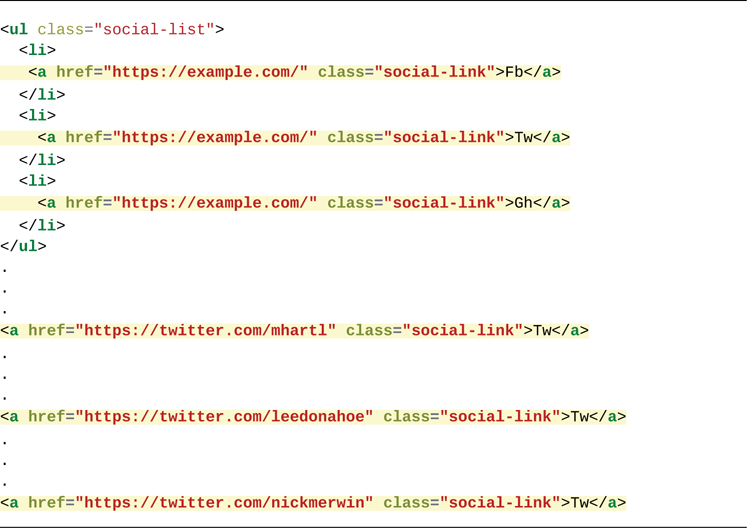 <ul class="social-list">
  <li>
   <a href="https://example.com/" class="social-link">Fb</a>
  </li>
  <li>
    <a href="https://example.com/" class="social-link">Tw</a>
  </li>
  <li>
    <a href="https://example.com/" class="social-link">Gh</a>
  </li>
</ul>
.
.
.
<a href="https://twitter.com/mhartl" class="social-link">Tw</a>
.
.
.
<a href="https://twitter.com/leedonahoe" class="social-link">Tw</a>
.
.
.
<a href="https://twitter.com/nickmerwin" class="social-link">Tw</a>